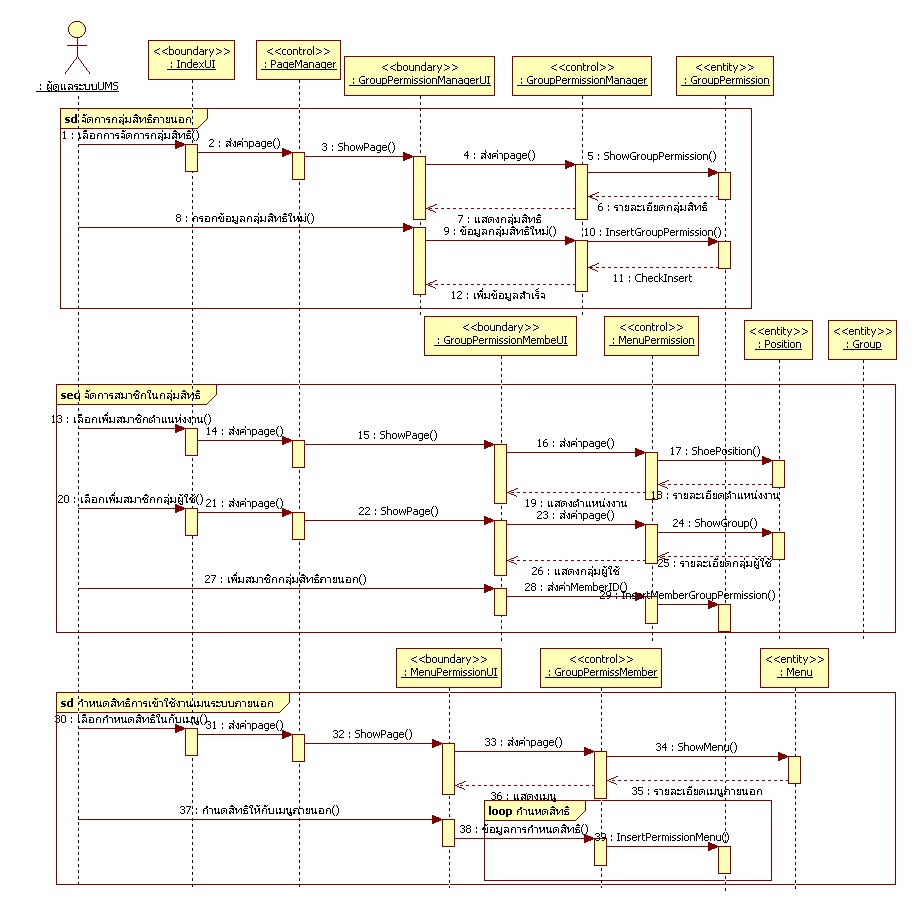 : ผู้ดูแลระบบUMS
<<boundary>>
: IndexUI
<<control>>
: PageManager
<<boundary>>
: GroupPermissionManagerUI
<<control>>
: GroupPermissionManager
<<entity>>
: GroupPermission
sd จัดการกลุ่มสิทธิภายนอก
1 : เลือกการจัดการกลุ่มสิทธิ()
2 : ส่งค่าpage()
3 : ShowPage()
4 : ส่งค่าpage()
5 : ShowGroupPermission()
6 : รายละเอียดกลุ่มสิทธิ
7 : แสดงกลุ่มสิทธิ
8 : กรอกข้อมูลกลุ่มสิทธิใหม่()
9 : ข้อมูลกลุ่มสิทธิใหม่()
10 : InsertGroupPermission()
11 : CheckInsert
12 : เพิ่มข้อมูลสำเร็จ
<<boundary>>
: GroupPermissionMembeUI
<<control>>
: MenuPermission
<<entity>>
: Position
<<entity>>
: Group
seq จัดการสมาชิกในกลุ่มสิทธิ
13 : เลือกเพิ่มสมาชิกตำแหน่งงาน()
14 : ส่งค่าpage()
15 : ShowPage()
16 : ส่งค่าpage()
17 : ShoePosition()
18 : รายละเอียดตำแหน่งงาน
19 : แสดงตำแหน่งงาน
20 : เลือกเพิ่มสมาชิกกลุ่มผู้ใช้()
21 : ส่งค่าpage()
22 : ShowPage()
23 : ส่งค่าpage()
24 : ShowGroup()
25 : รายละเอียดกลุ่มผู้ใช้
26 : แสดงกลุ่มผู้ใช้
27 : เพิ่มสมาชิกกลุ่มสิทธิภายนอก()
28 : ส่งค่าMemberID()
29 : InsertMemberGroupPermission()
<<boundary>>
: MenuPermissionUI
<<control>>
: GroupPermissMember
<<entity>>
: Menu
sd กำหนดสิทธิการเข้าใช้งานเมนูระบบภายนอก
30 : เลือกกำหนดสิทธิในกับเมนู()
31 : ส่งค่าpage()
32 : ShowPage()
33 : ส่งค่าpage()
34 : ShowMenu()
35 : รายละเอียดเมนูภายนอก
36 : แสดงเมนู
loop กำหนดสิทธิ
37 : กำนดสิทธิให้กับเมนูภายนอก()
38 : ข้อมูลการกำหนดสิทธิ()
39 : InsertPermissionMenu()